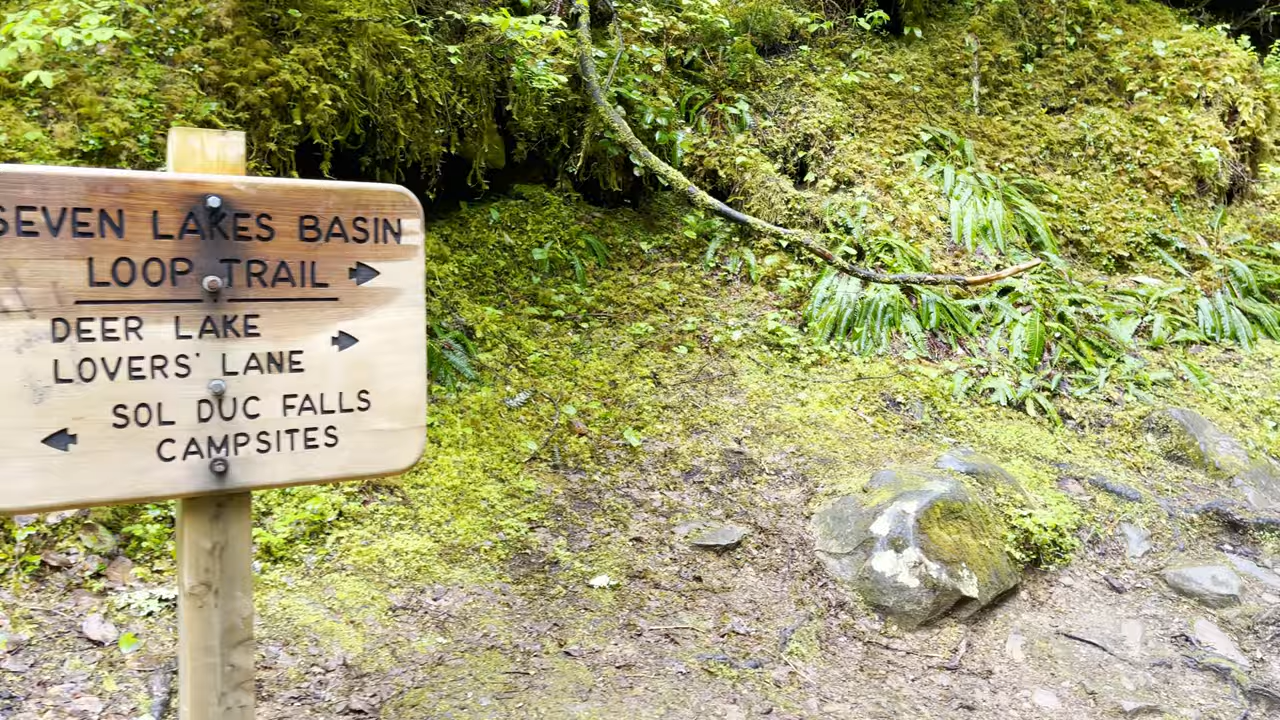 SEVEN LAKES BASIN
LOOP TRAIL
DEER LAKE
LOVERS' LANE
SOL DUC FALLS
CAMPSITES